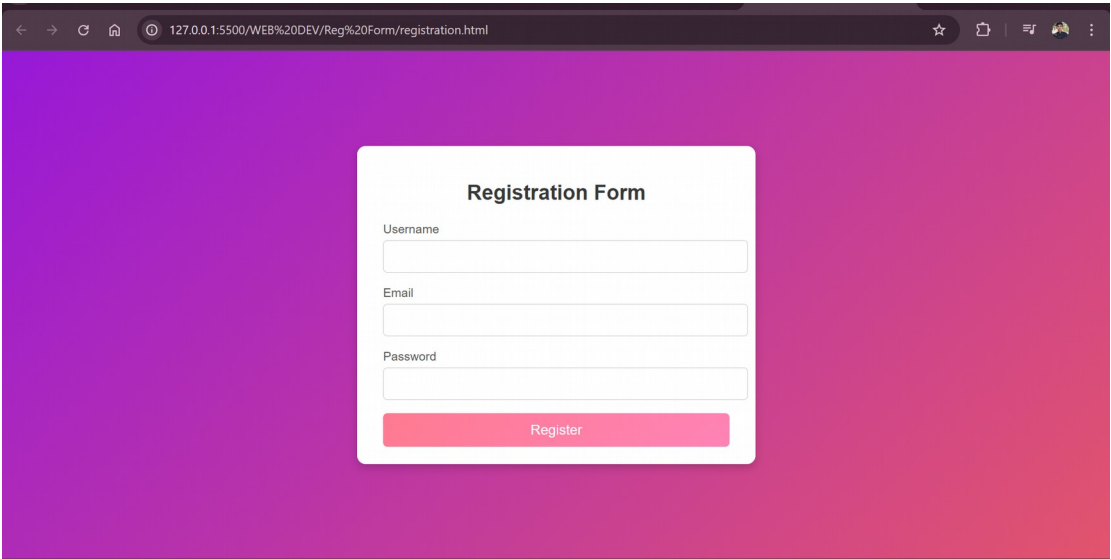 127.0.0.1:5500/WEB%20DEV/Reg%20Form/registration.html
Registration Form
Username
Email
Password
Register